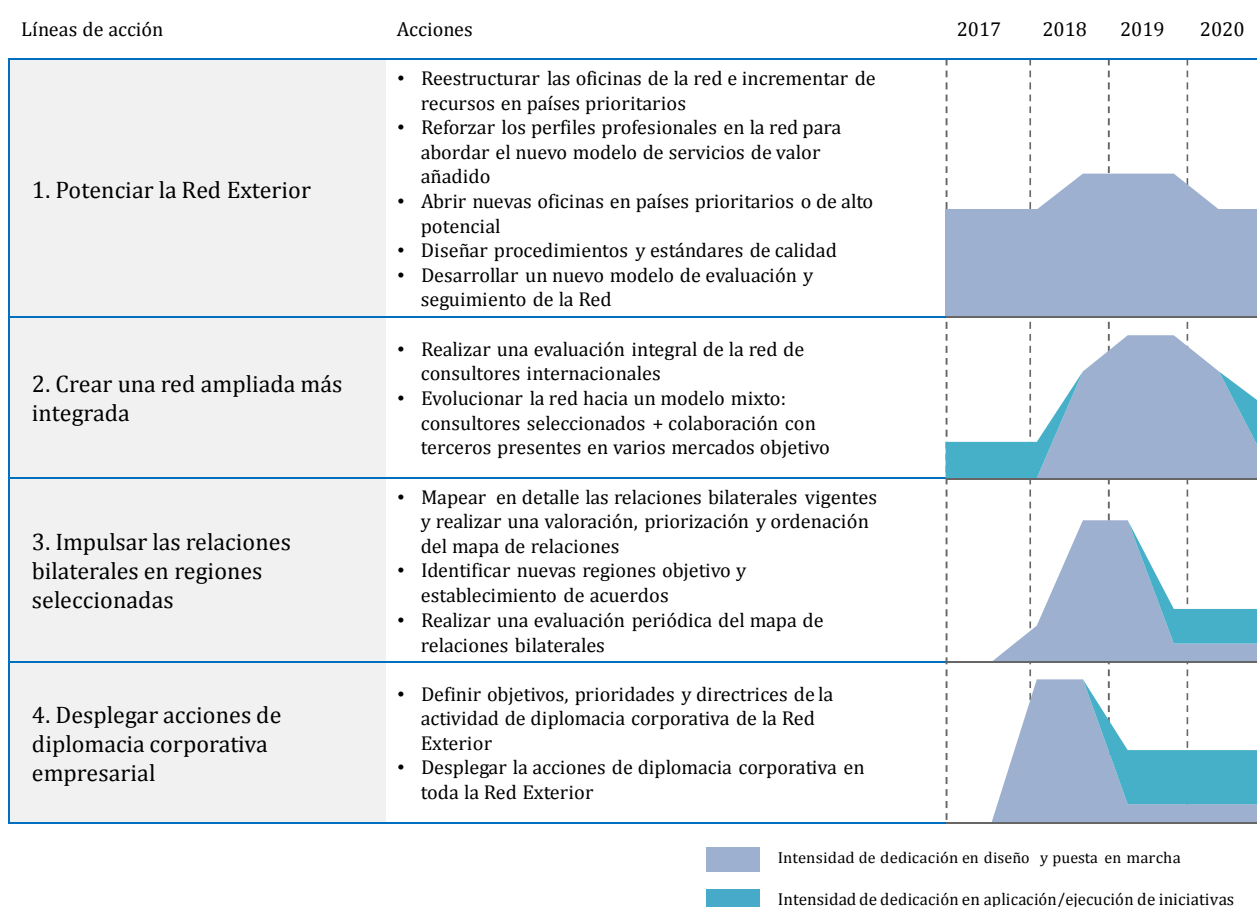 Líneas de acción Acciones 2017 2018 2019 2020
1. Potenciar la Red Exterior
• Reestructurar las oficinas de la red e incrementar de
recursos en países prioritarios
• Reforzar los perfiles profesionales en la red para
abordar el nuevo modelo de servicios de valor
añadido
• Abrir nuevas oficinas en países prioritarios o de alto
potencial
• Diseñar procedimientos y estándares de calidad
• Desarrollar un nuevo modelo de evaluación y
seguimiento de la Red
2. Crear una red ampliada más
integrada
• Realizar una evaluación integral de la red de
consultores internacionales
• Evolucionar la red hacia un modelo mixto:
consultores seleccionados + colaboración con
terceros presentes en varios mercados objetivo
3. Impulsar las relaciones
bilaterales en regiones
seleccionadas
• Mapear en detalle las relaciones bilaterales vigentes
y realizar una valoración, priorización y ordenación
del mapa de relaciones
• Identificar nuevas regiones objetivo y
establecimiento de acuerdos
• Realizar una evaluación periódica del mapa de
relaciones bilaterales
4. Desplegar acciones de
diplomacia corporativa
empresarial
• Definir objetivos, prioridades y directrices de la
actividad de diplomacia corporativa de la Red
Exterior
• Desplegar la acciones de diplomacia corporativa en
toda la Red Exterior
Intensidad de dedicación en diseño y puesta en marcha
Intensidad de dedicación en aplicación/ejecución de iniciativas